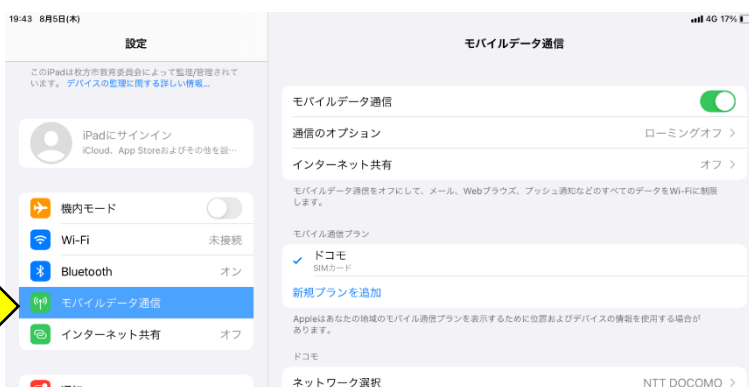 19:43 8月5日(木)
4G 17%
設定
このiPadは枚方市教育委員会によって監理/管理されて
います。 デバイスの監理に関する詳しい情報...
iPadにサインイン
iCloud、App Storeおよびその他を設…
機内モード
Wi-Fi 未接続
Bluetooth オン
モバイルデータ通信
インターネット共有 オフ
モバイルデータ通信
モバイルデータ通信
通信のオプション ローミングオフ
インターネット共有 オフ
モバイルデータ通信をオフにして、メール、Webブラウズ、プッシュ通知などのすべてのデータをWi-Fiに制限
します。
モバイル通信プラン
ドコモ
SIMカード
新規プランを追加
Appleはあなたの地域のモバイル通信プランを表示するために位置およびデバイスの情報を使用する場合が
あります。
ドコモ
ネットワーク選択 NTT DOCOMO